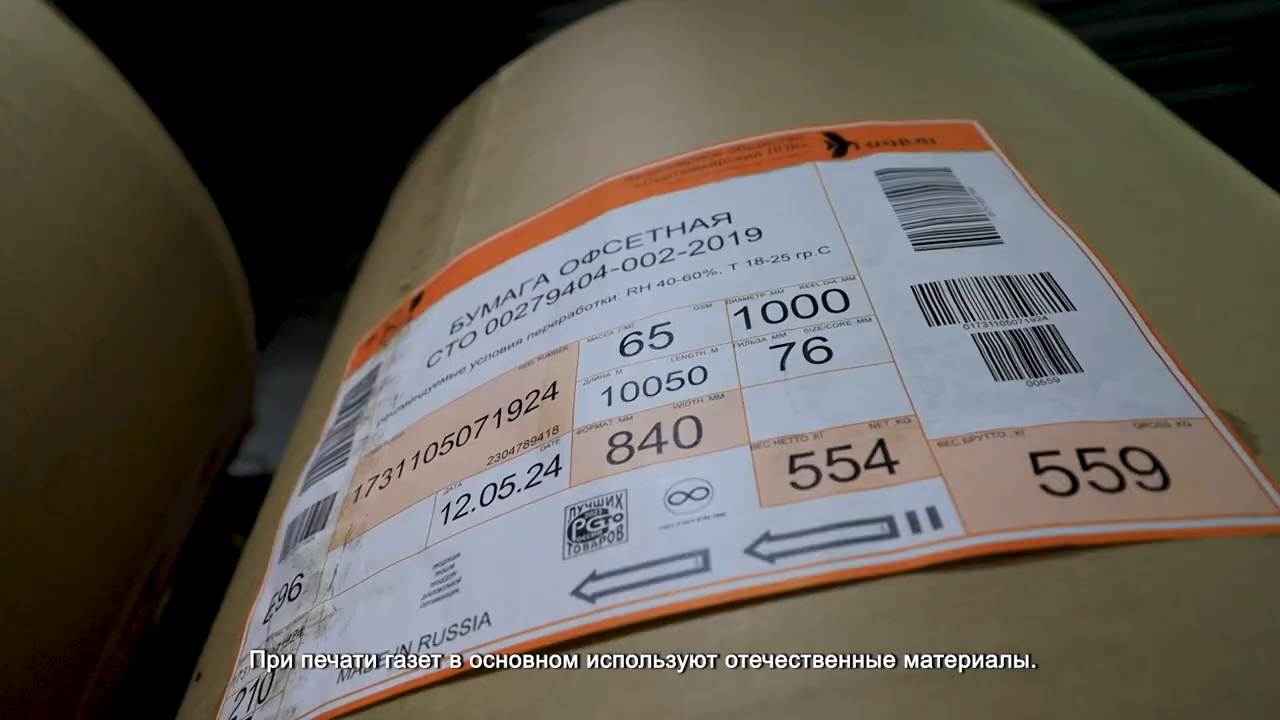 БУМАГА ОФСЕТНАЯ
СТО 00279404-002-2019
условия переработки: RH 40-60%, т 18-25 гр.С
REEL NUMBER
1731105071924
2304789418
ДАТА DATE
12.05.24
GSM
65
ДЛИНА М LENGTH, M
10050
ФОРМАТ, ММ WIDTH, MM
840
ДИАМЕТР, ММ REEL DIA, MM
1000
ГИЛЬЗА, ММ SIZE/CORE, MM
76
ВЕС НЕТТО, КГ NET, KG
554
ВЕС БРУТТО, КГ GROSS, KG
559
01731105071924
00559
ЛУЧШИХ
ТОВАРОВ
E96
210
MADE IN RUSSIA
При печати газет в основном используют отечественные материалы.